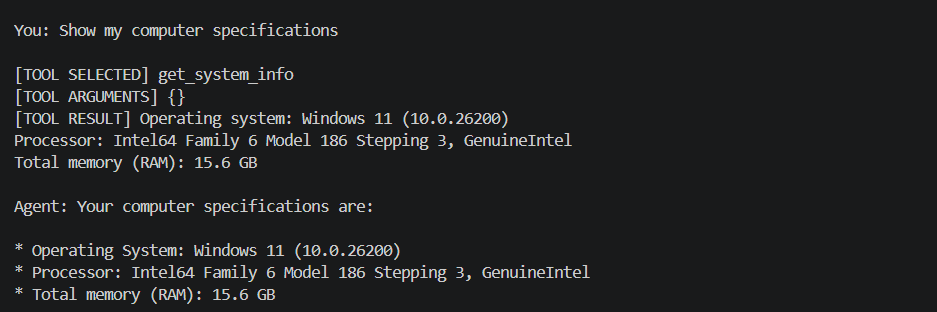 You: Show my computer specifications
[TOOL SELECTED] get_system_info
[TOOL ARGUMENTS] {}
[TOOL RESULT] Operating system: Windows 11 (10.0.26200)
Processor: Intel64 Family 6 Model 186 Stepping 3, GenuineIntel
Total memory (RAM): 15.6 GB
Agent: Your computer specifications are:
* Operating System: Windows 11 (10.0.26200)
* Processor: Intel64 Family 6 Model 186 Stepping 3, GenuineIntel
* Total memory (RAM): 15.6 GB